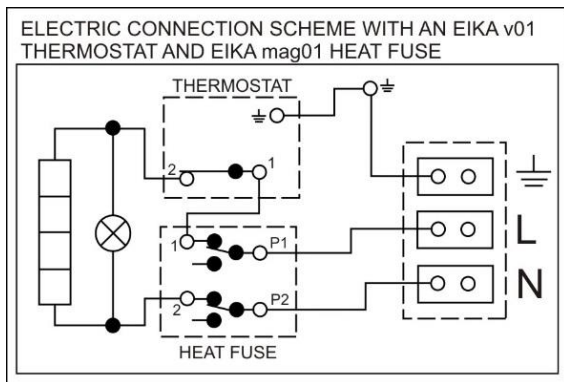 ELECTRIC CONNECTION SCHEME WITH AN EIKA v01
THERMOSTAT AND EIKA mag01 HEAT FUSE
THERMOSTAT
2
1
1
P1
L
2
P2
N
HEAT FUSE